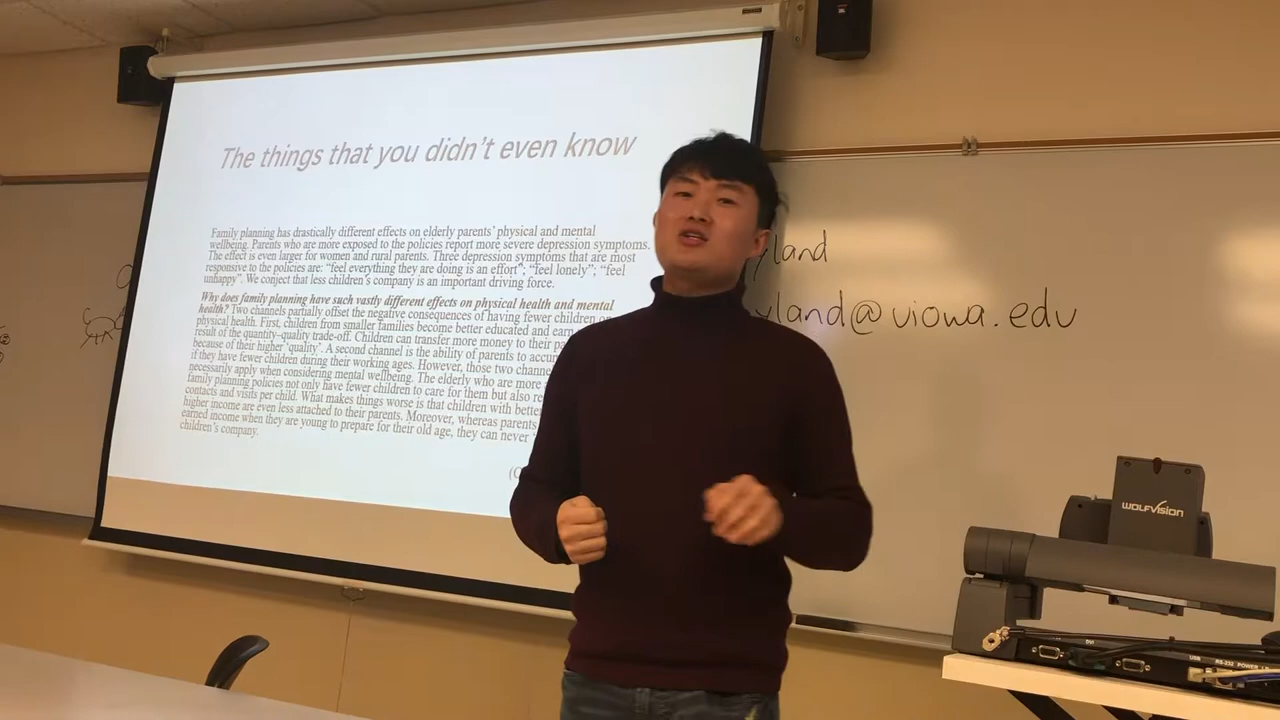 The things that you didn't even know
Family planning has drastically different effects on elderly parents' physical and mental
wellbeing. Parents who are more exposed to the policies report more severe depression symptoms.
The effect is even larger for women and rural parents. Three depression symptoms that are most
responsive to the policies are: "feel everything they are doing is an effort"; "feel lonely"; "feel
unhappy". We conject that less children's company is an important driving force.
Why does family planning have such vastly different effects on physical health and mental
health? Two channels partially offset the negative consequences of having fewer children on
physical health. First, children from smaller families become better educated and earn
result of the quantity–quality trade-off. Children can transfer more money to their
because of their higher 'quality'. A second channel is the ability of parents to
if they have fewer children during their working ages. However, those two
necessarily apply when considering mental wellbeing. The elderly who are more
family planning policies not only have fewer children to care for them but also
contacts and visits per child. What makes things worse is that children with
higher income are even less attached to their parents. Moreover, whereas parents
earned income when they are young to prepare for their old age, they can never
children's company.
yland
yland@uiowa.edu
WOLFVISION
DVI
USB RS-232 POWER